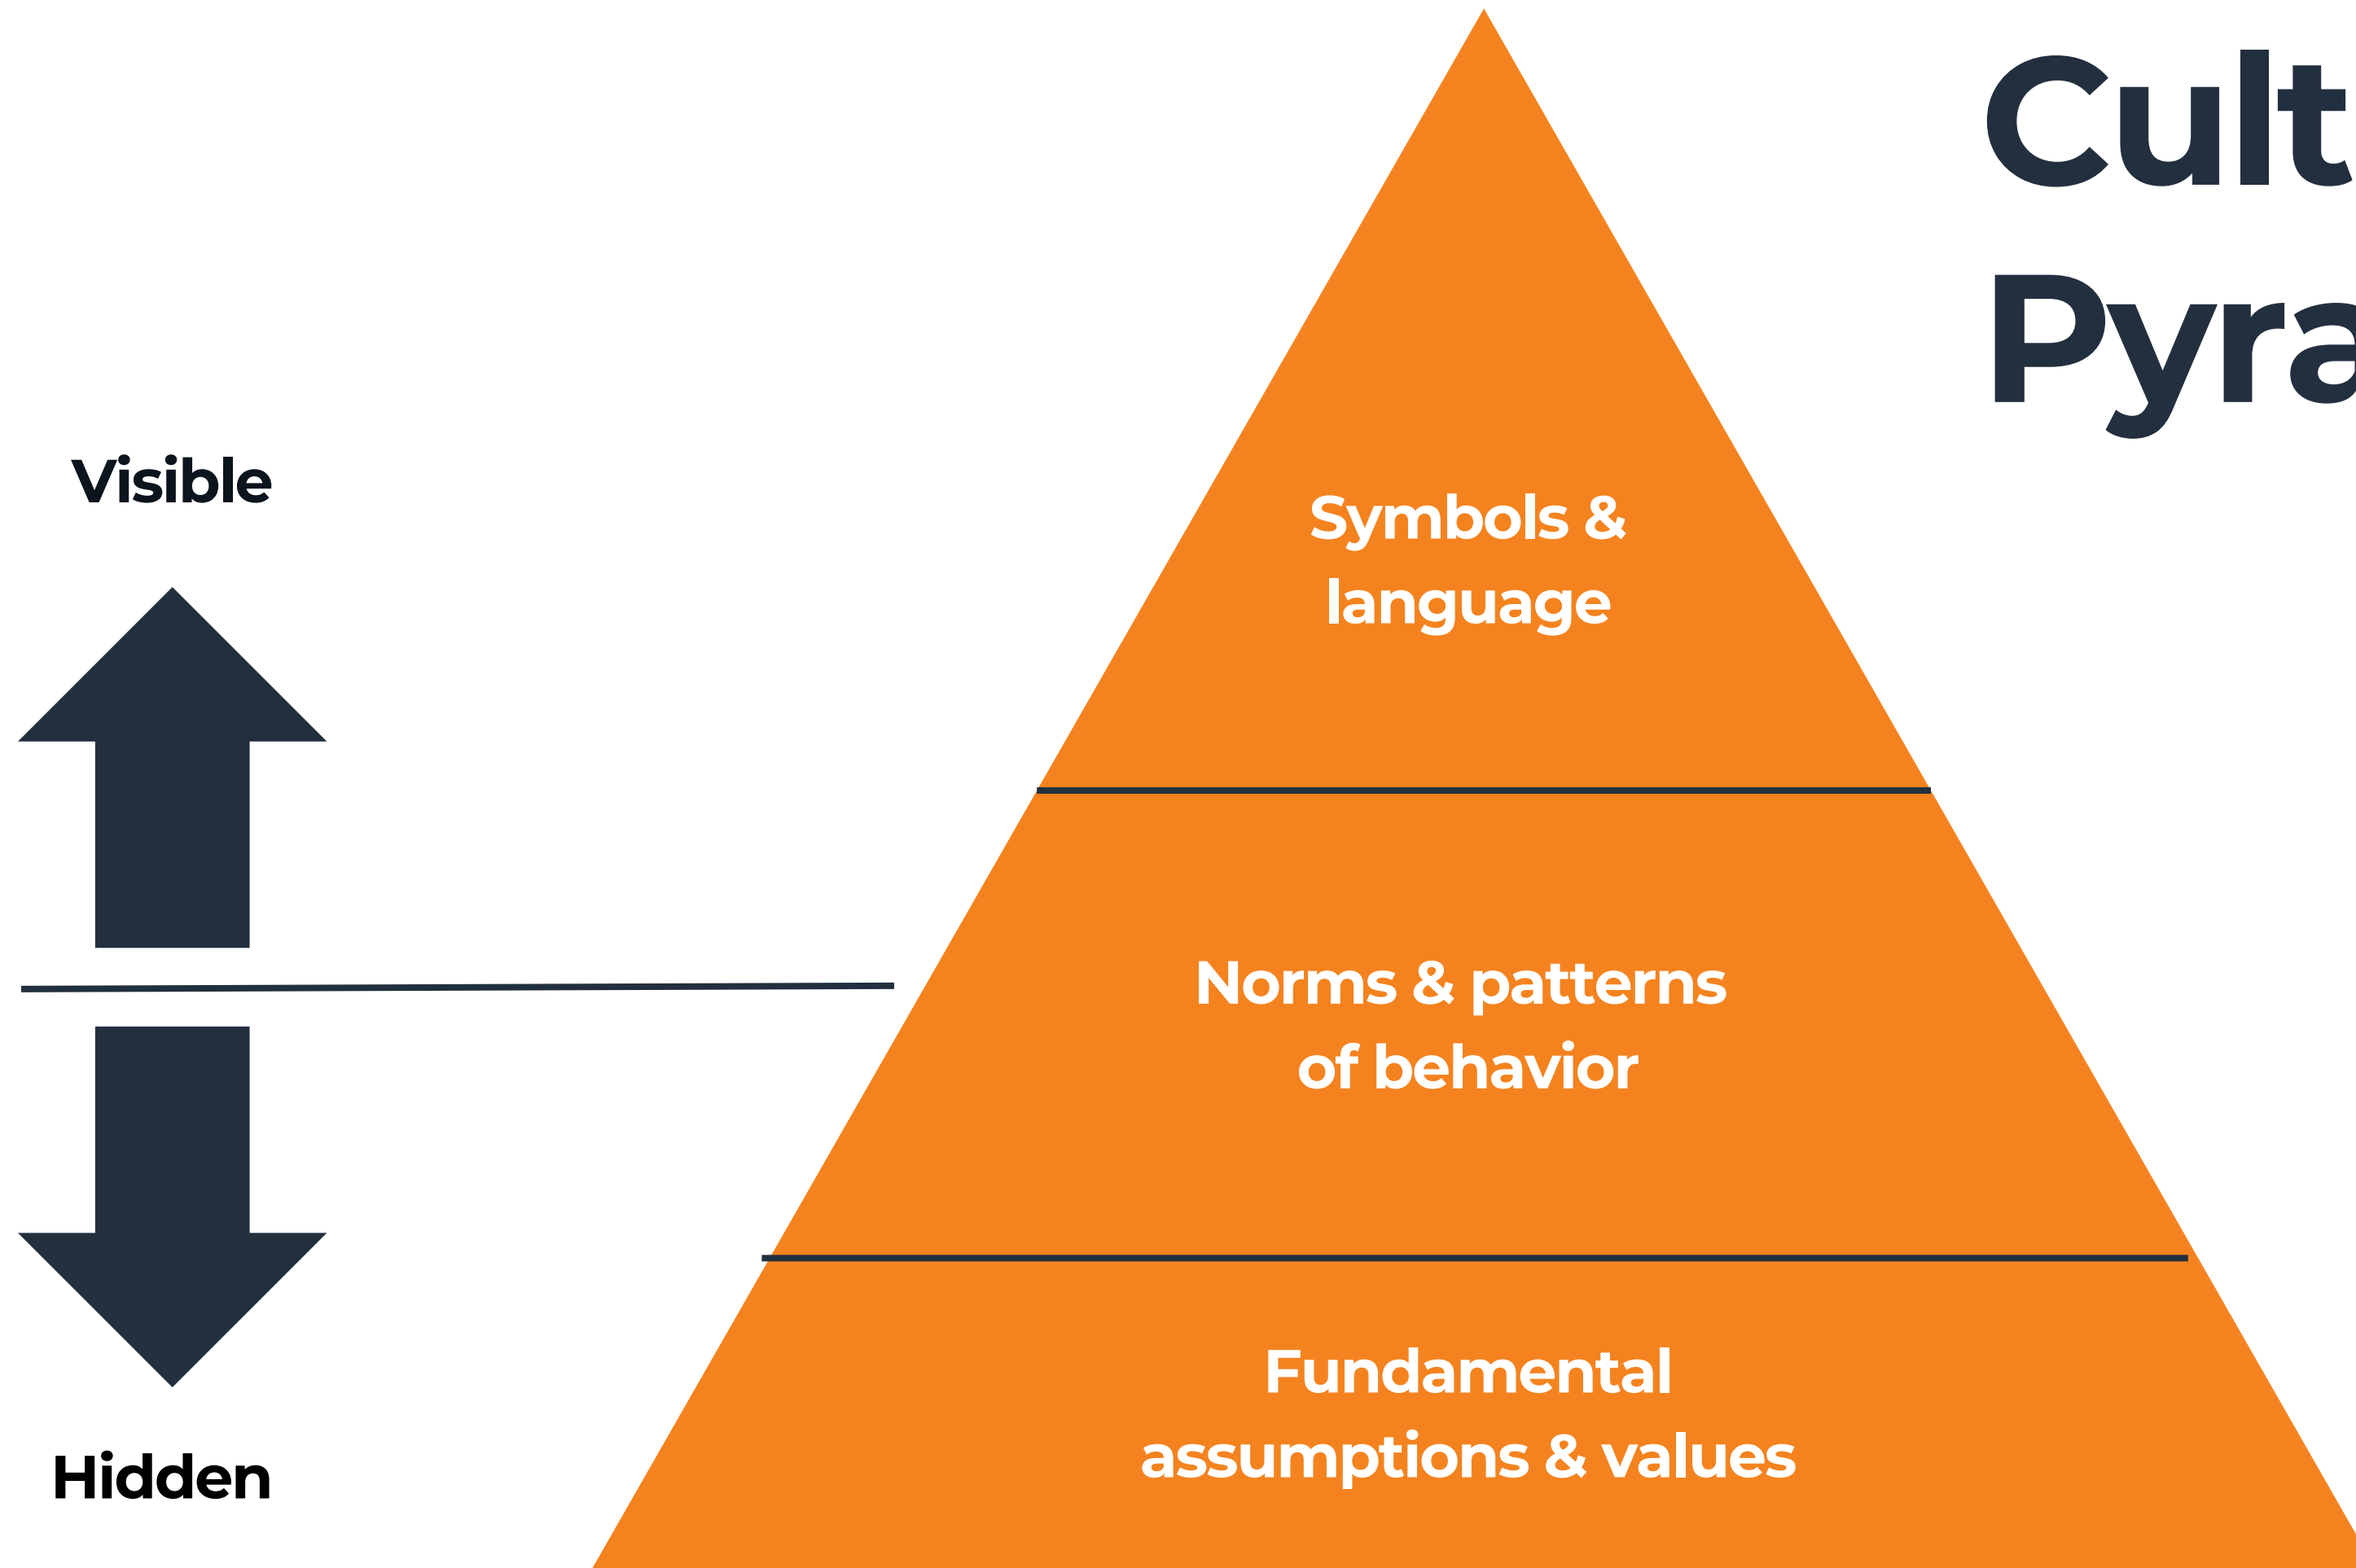 Cult
Pyra
Visible
Symbols &
language
Norms & patterns
of behavior
Fundamental
assumptions & values
Hidden